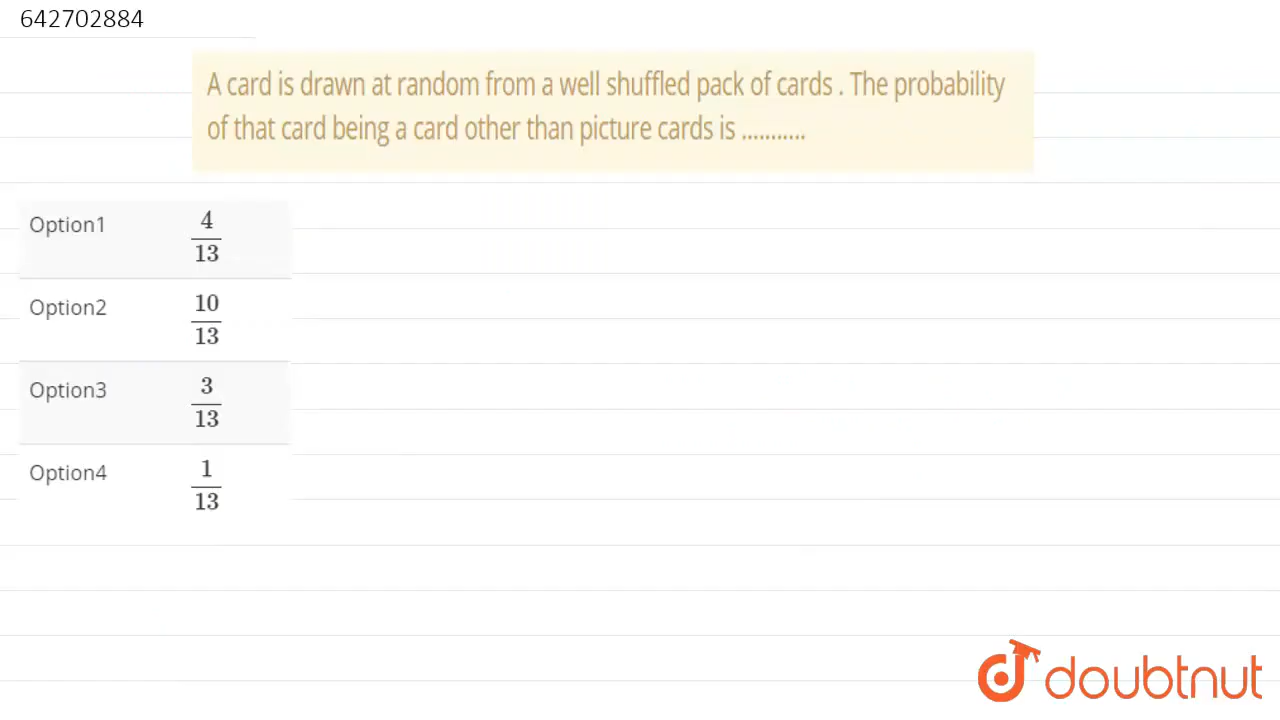 642702884
A card is drawn at random from a well shuffled pack of cards . The probability
of that card being a card other than picture cards is ...........
Option1 4/13
Option2 10/13
Option3 3/13
Option4 1/13
doubtnut